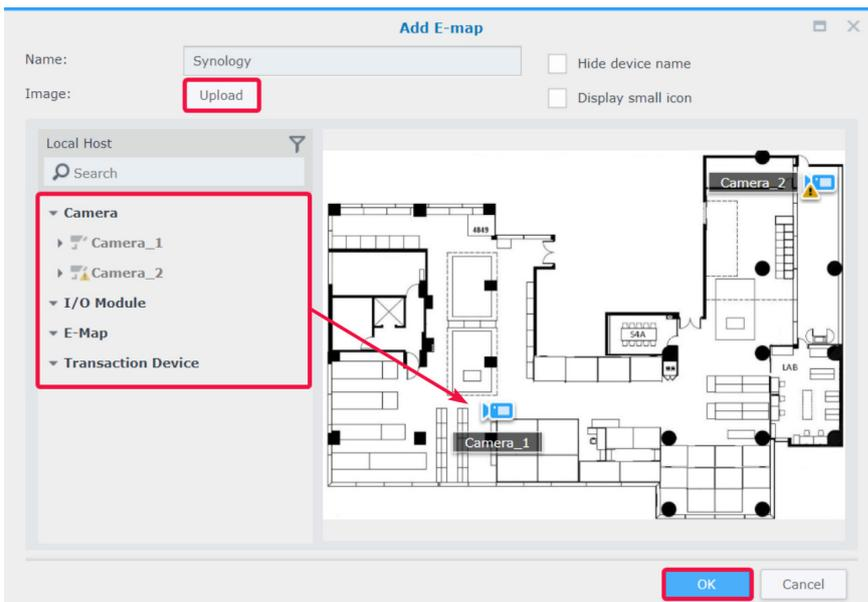 Add E-map
Name:
Synology
Hide device name
Image:
Upload
Display small icon
Local Host
Search
Camera
Camera_1
Camera_2
I/O Module
E-Map
Transaction Device
Camera_2
4849
54A
LAB
Camera_1
OK
Cancel